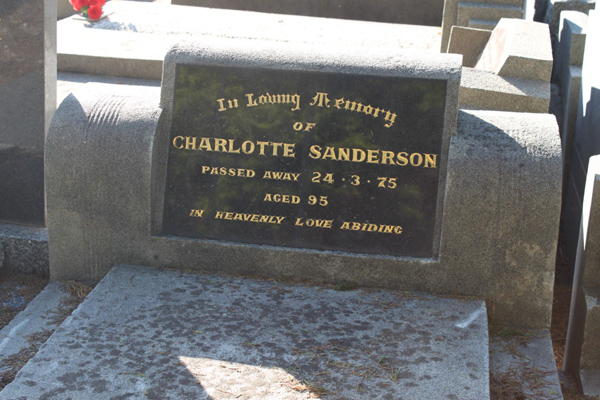 In Loving Memory
OF
CHARLOTTE SANDERSON
PASSED AWAY 24 · 3 · 75
AGED 95
IN HEAVENLY LOVE ABIDING